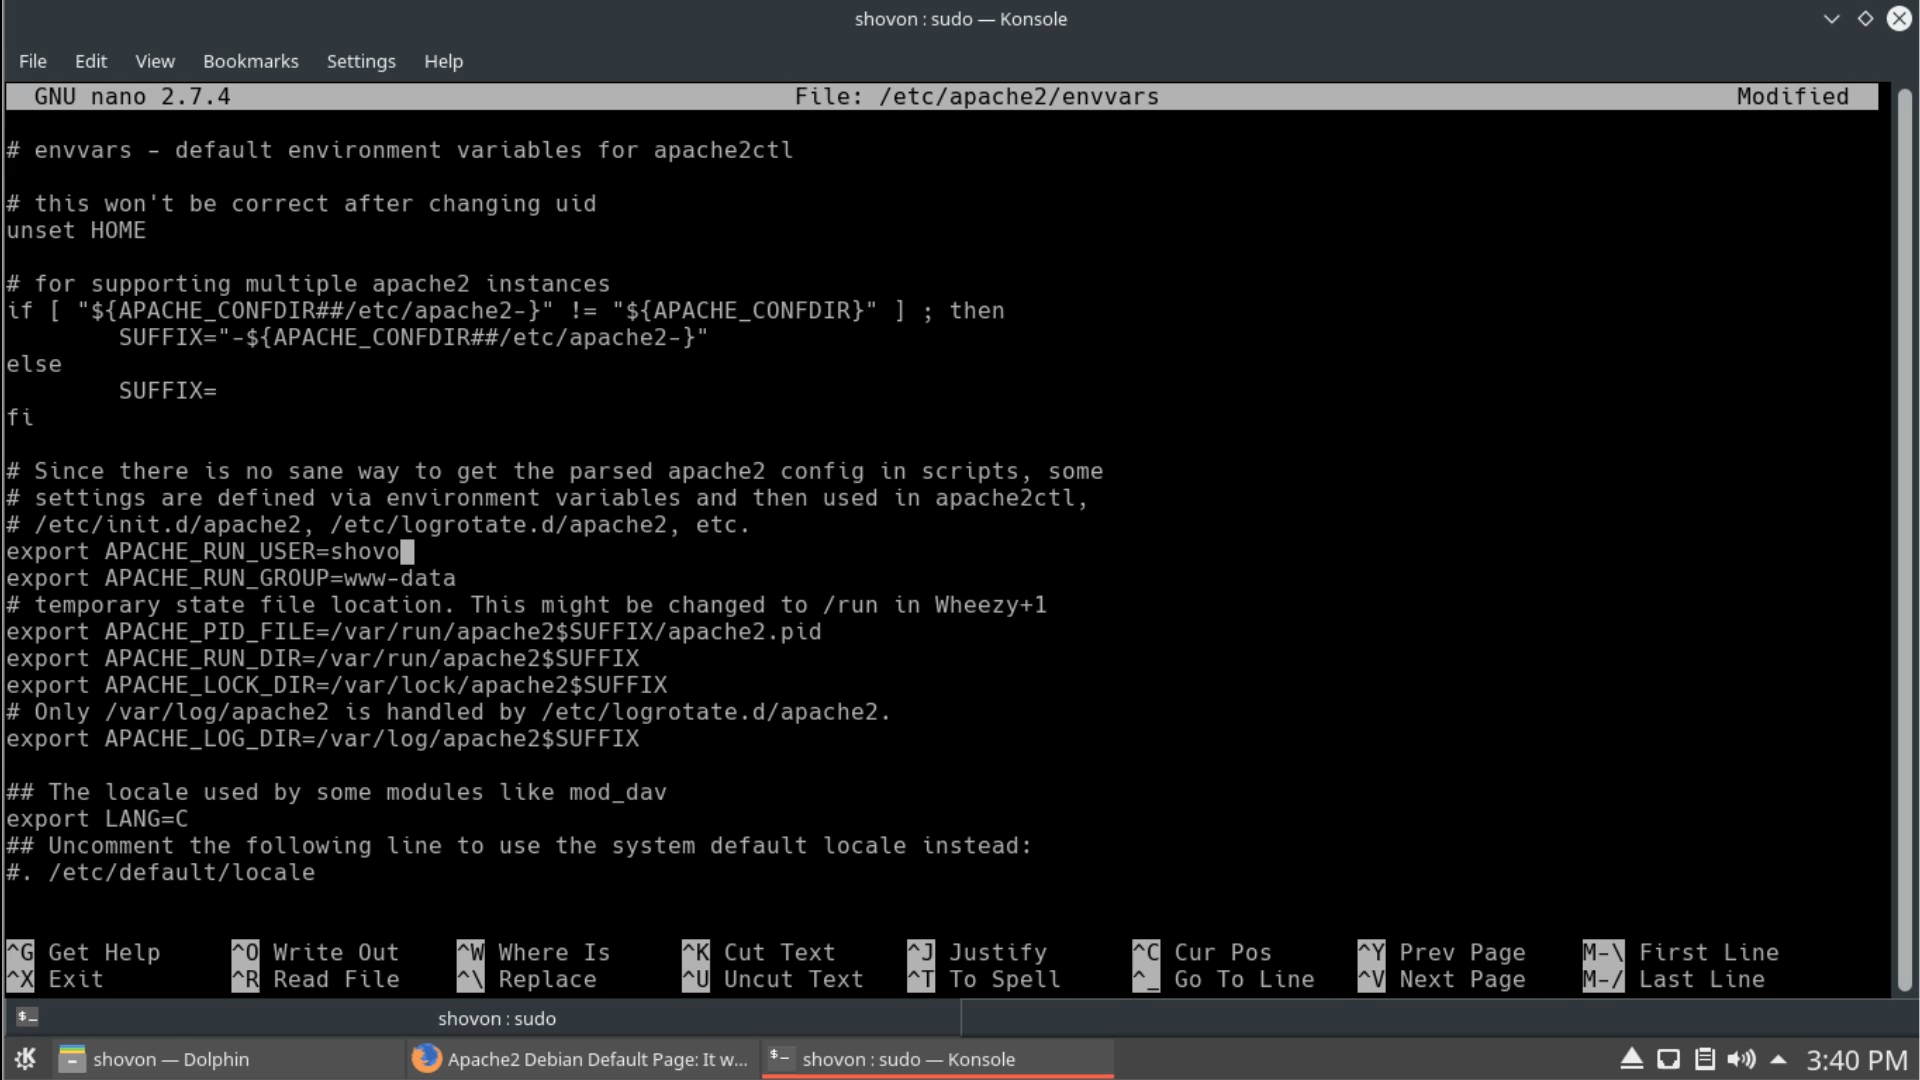 shovon : sudo — Konsole
File Edit View Bookmarks Settings Help
GNU nano 2.7.4 File: /etc/apache2/envvars Modified
# envvars - default environment variables for apache2ctl
# this won't be correct after changing uid
unset HOME
# for supporting multiple apache2 instances
if [ "${APACHE_CONFDIR##/etc/apache2-}" != "${APACHE_CONFDIR}" ] ; then
        SUFFIX="-${APACHE_CONFDIR##/etc/apache2-}"
else
        SUFFIX=
fi
# Since there is no sane way to get the parsed apache2 config in scripts, some
# settings are defined via environment variables and then used in apache2ctl,
# /etc/init.d/apache2, /etc/logrotate.d/apache2, etc.
export APACHE_RUN_USER=shovo
export APACHE_RUN_GROUP=www-data
# temporary state file location. This might be changed to /run in Wheezy+1
export APACHE_PID_FILE=/var/run/apache2$SUFFIX/apache2.pid
export APACHE_RUN_DIR=/var/run/apache2$SUFFIX
export APACHE_LOCK_DIR=/var/lock/apache2$SUFFIX
# Only /var/log/apache2 is handled by /etc/logrotate.d/apache2.
export APACHE_LOG_DIR=/var/log/apache2$SUFFIX
## The locale used by some modules like mod_dav
export LANG=C
## Uncomment the following line to use the system default locale instead:
#. /etc/default/locale
^G Get Help ^O Write Out ^W Where Is ^K Cut Text ^J Justify ^C Cur Pos ^Y Prev Page M-\ First Line
^X Exit ^R Read File ^\ Replace ^U Uncut Text ^T To Spell ^_ Go To Line ^V Next Page M-/ Last Line
shovon : sudo
shovon — Dolphin Apache2 Debian Default Page: It w... shovon : sudo — Konsole 3:40 PM